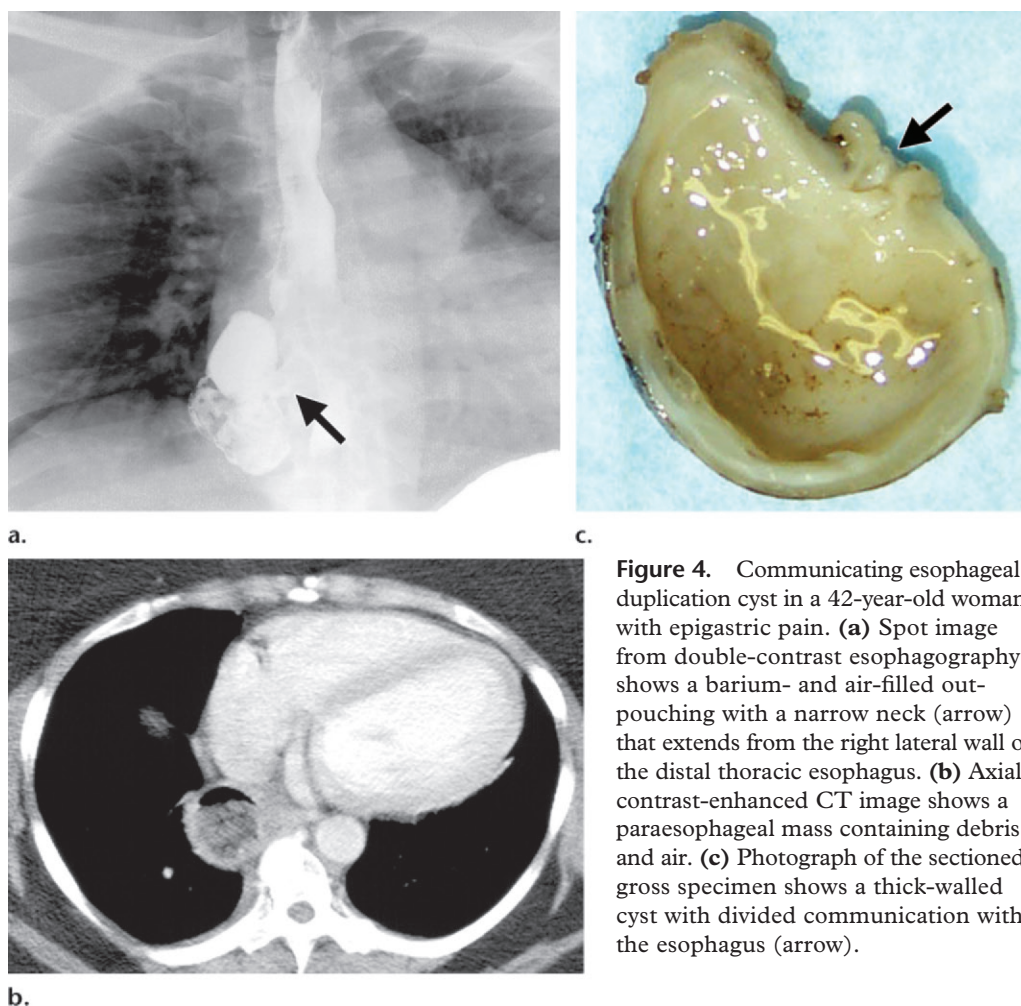 a.
c.
b.
Figure 4. Communicating esophageal
duplication cyst in a 42-year-old woman
with epigastric pain. (a) Spot image
from double-contrast esophagography
shows a barium- and air-filled out-
pouching with a narrow neck (arrow)
that extends from the right lateral wall o
the distal thoracic esophagus. (b) Axial
contrast-enhanced CT image shows a
paraesophageal mass containing debris
and air. (c) Photograph of the sectioned
gross specimen shows a thick-walled
cyst with divided communication with
the esophagus (arrow).